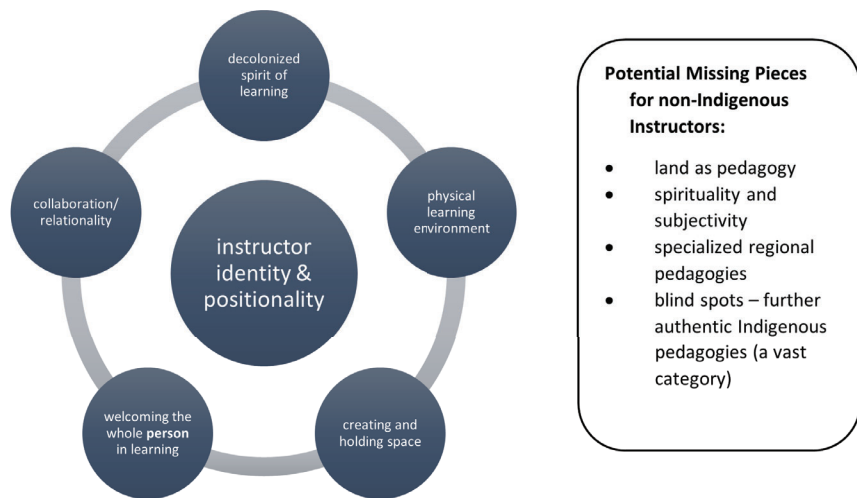 decolonized
spirit of
learning
physical
learning
environment
creating and
holding space
welcoming the
whole person
in learning
collaboration/
relationality
instructor
identity &
positionality
Potential Missing Pieces
for non-Indigenous
Instructors:
• land as pedagogy
• spirituality and
subjectivity
• specialized regional
pedagogies
• blind spots – further
authentic Indigenous
pedagogies (a vast
category)